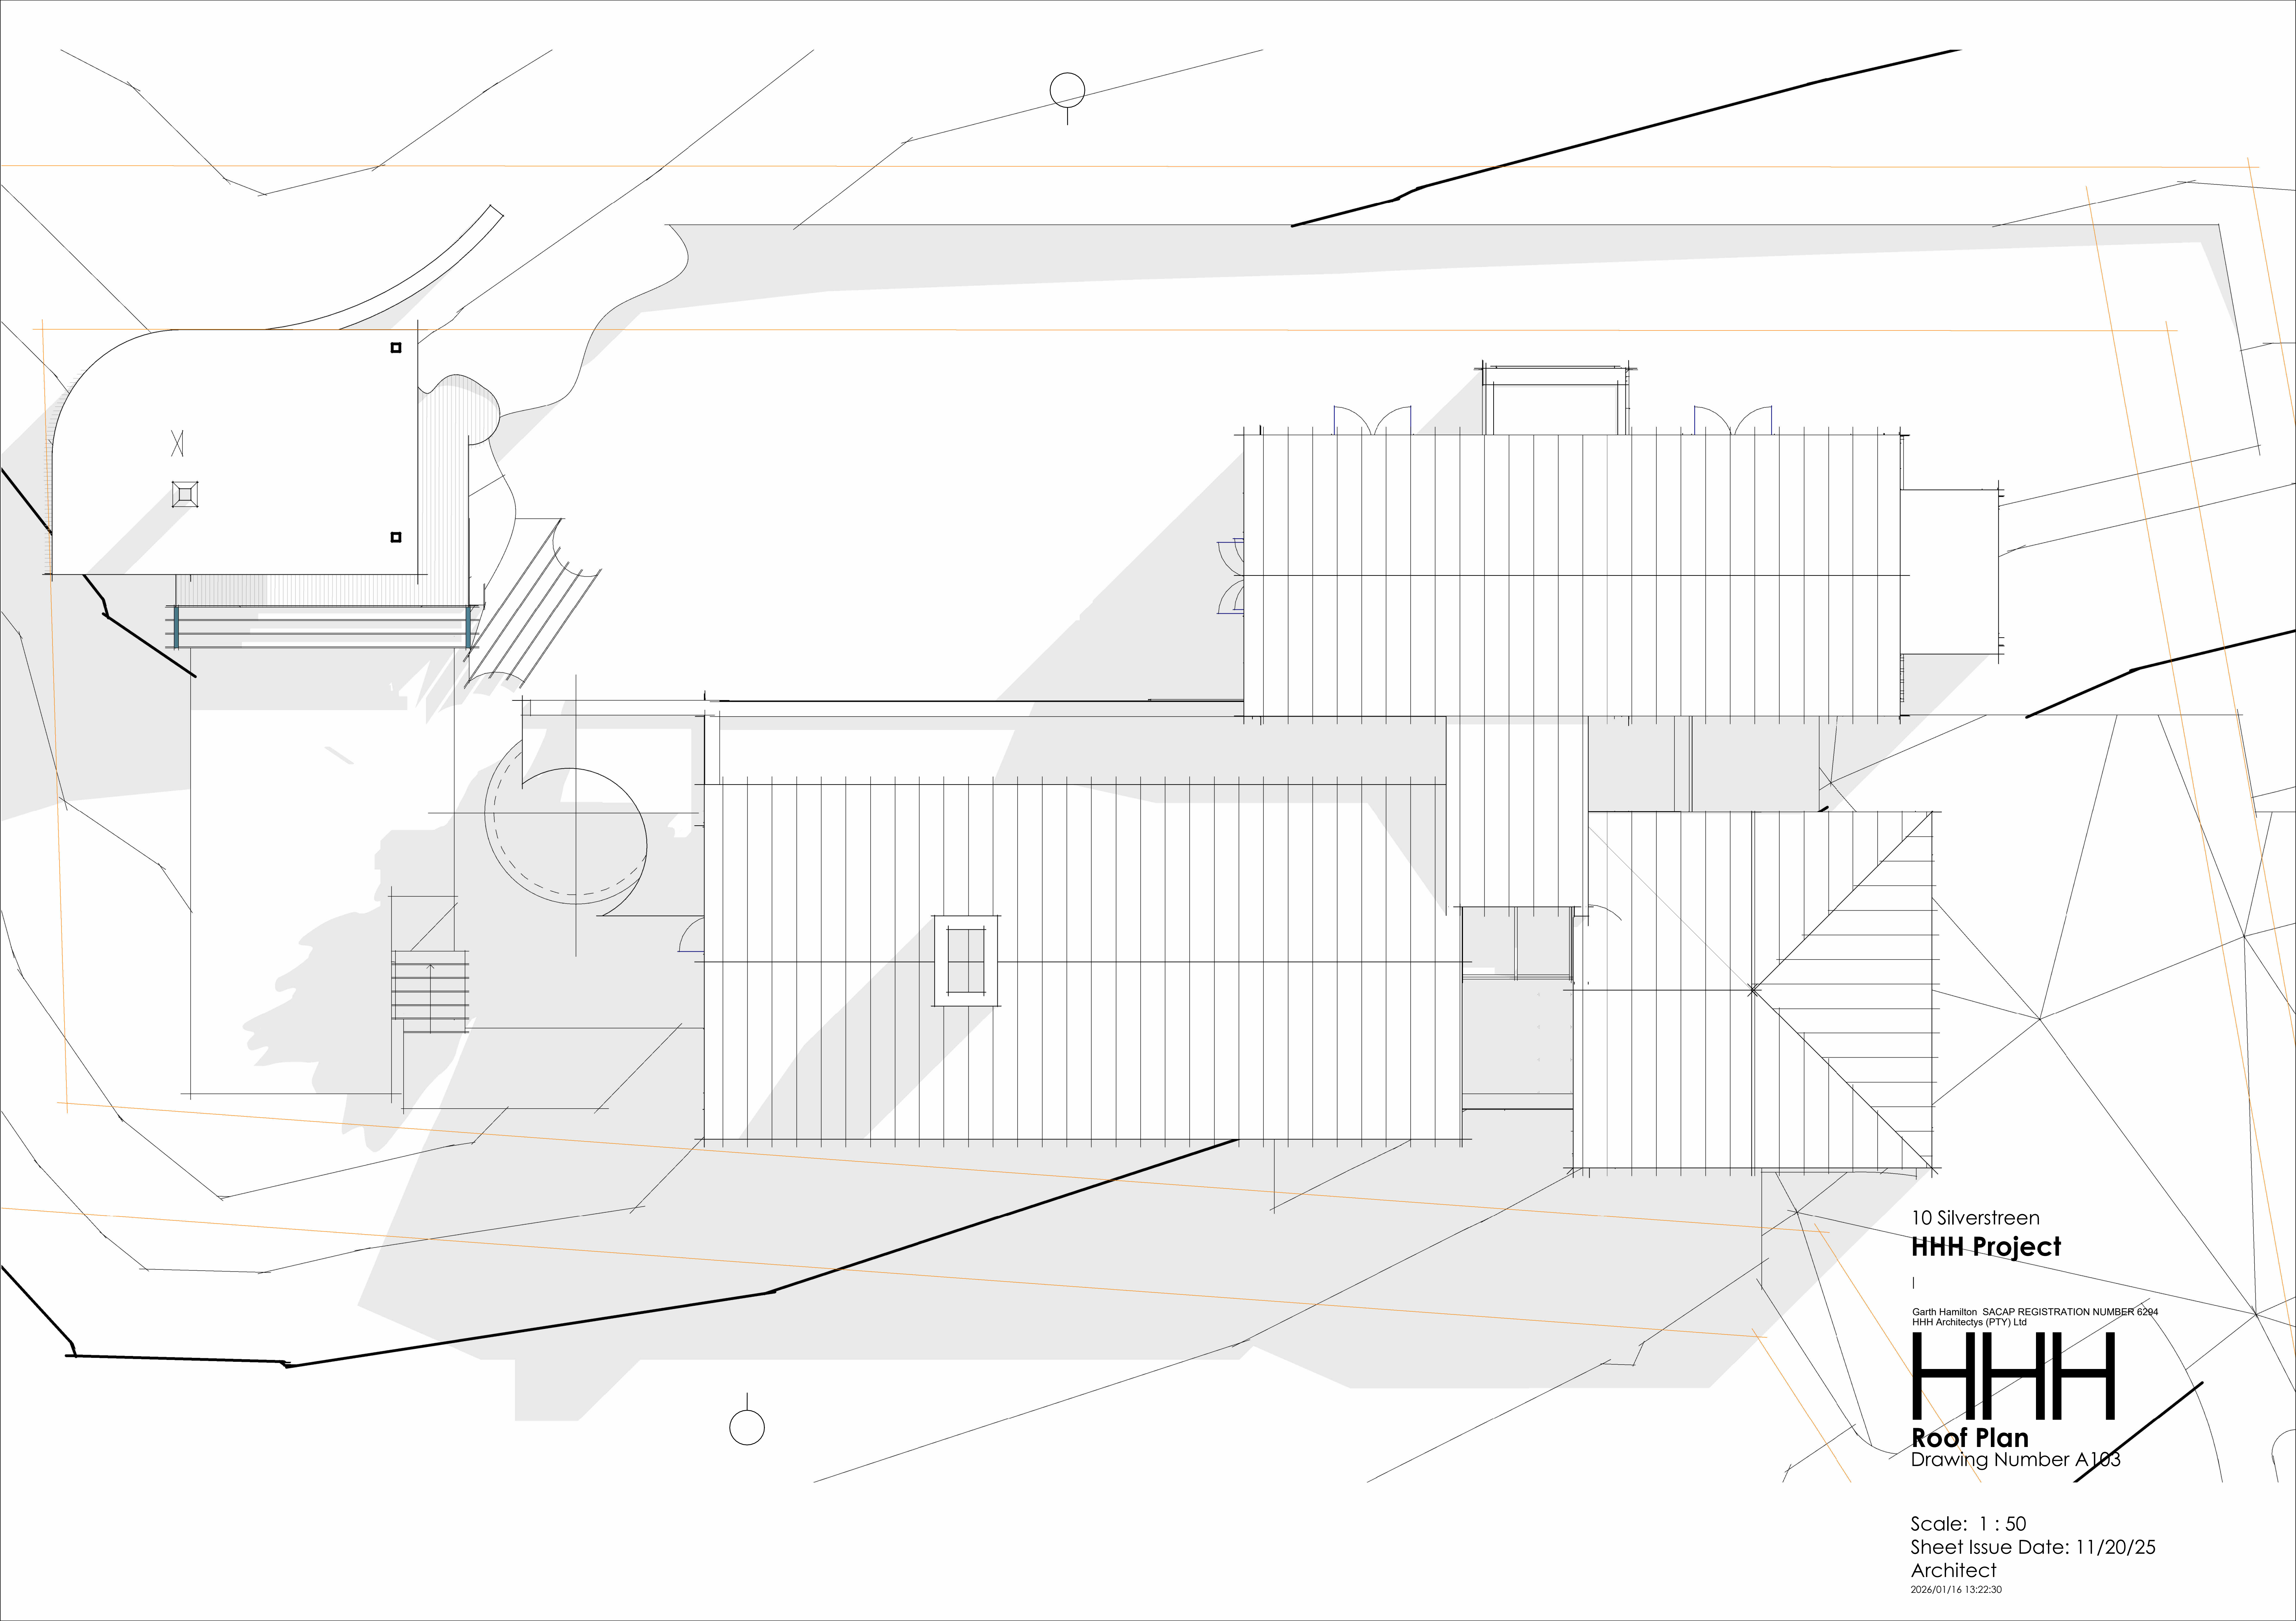 10 Silverstreen
HHH Project
|
Garth Hamilton SACAP REGISTRATION NUMBER 6294
HHH Architectys (PTY) Ltd
HHH
Roof Plan
Drawing Number A103
Scale: 1 : 50
Sheet Issue Date: 11/20/25
Architect
2026/01/16 13:22:30